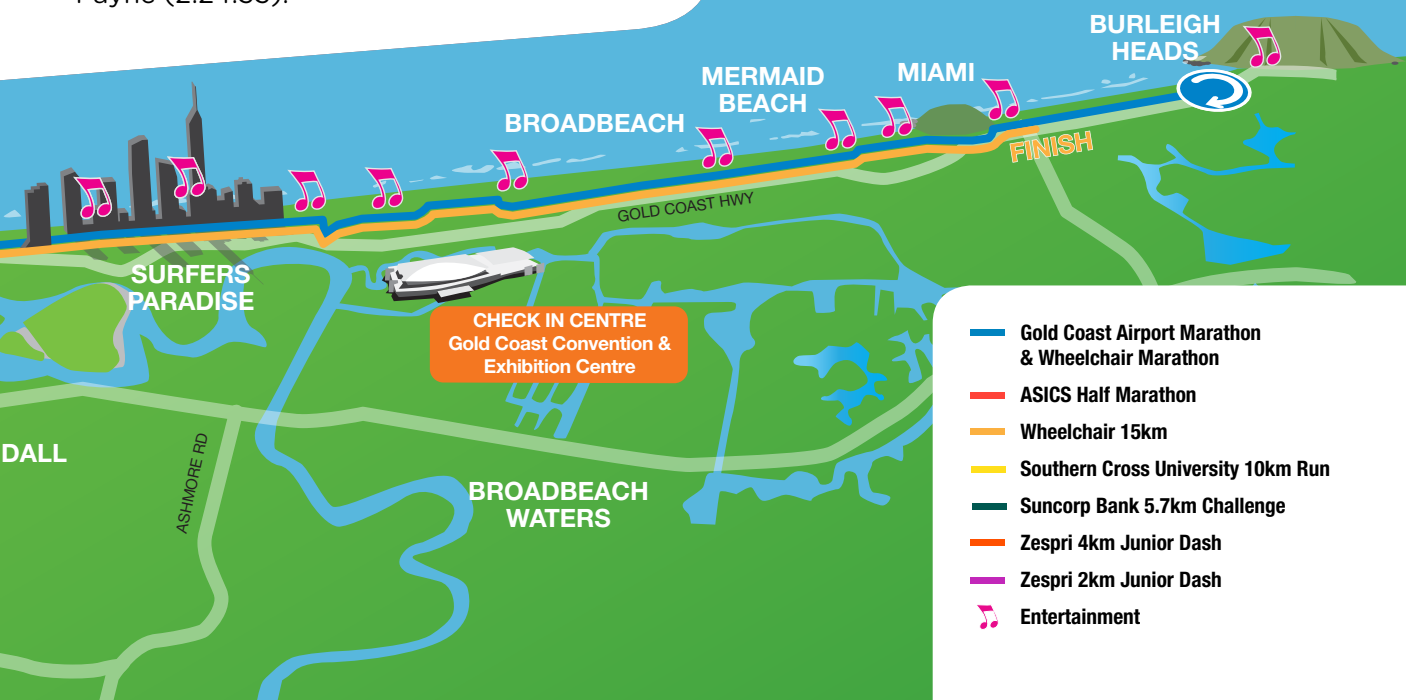 Payne
BURLEIGH
HEADS
MIAMI
MERMAID
BEACH
BROADBEACH
FINISH
GOLD COAST HWY
SURFERS
PARADISE
CHECK IN CENTRE
Gold Coast Convention &
Exhibition Centre
DALL
ASHMORE RD
BROADBEACH
WATERS
Gold Coast Airport Marathon
& Wheelchair Marathon
ASICS Half Marathon
Wheelchair 15km
Southern Cross University 10km Run
Suncorp Bank 5.7km Challenge
Zespri 4km Junior Dash
Zespri 2km Junior Dash
Entertainment